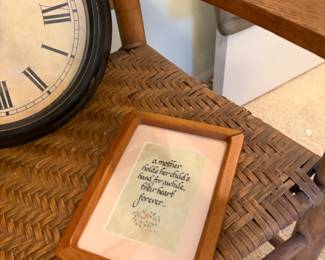 a mother
holds her child's
hand for awhile,
their heart
forever...